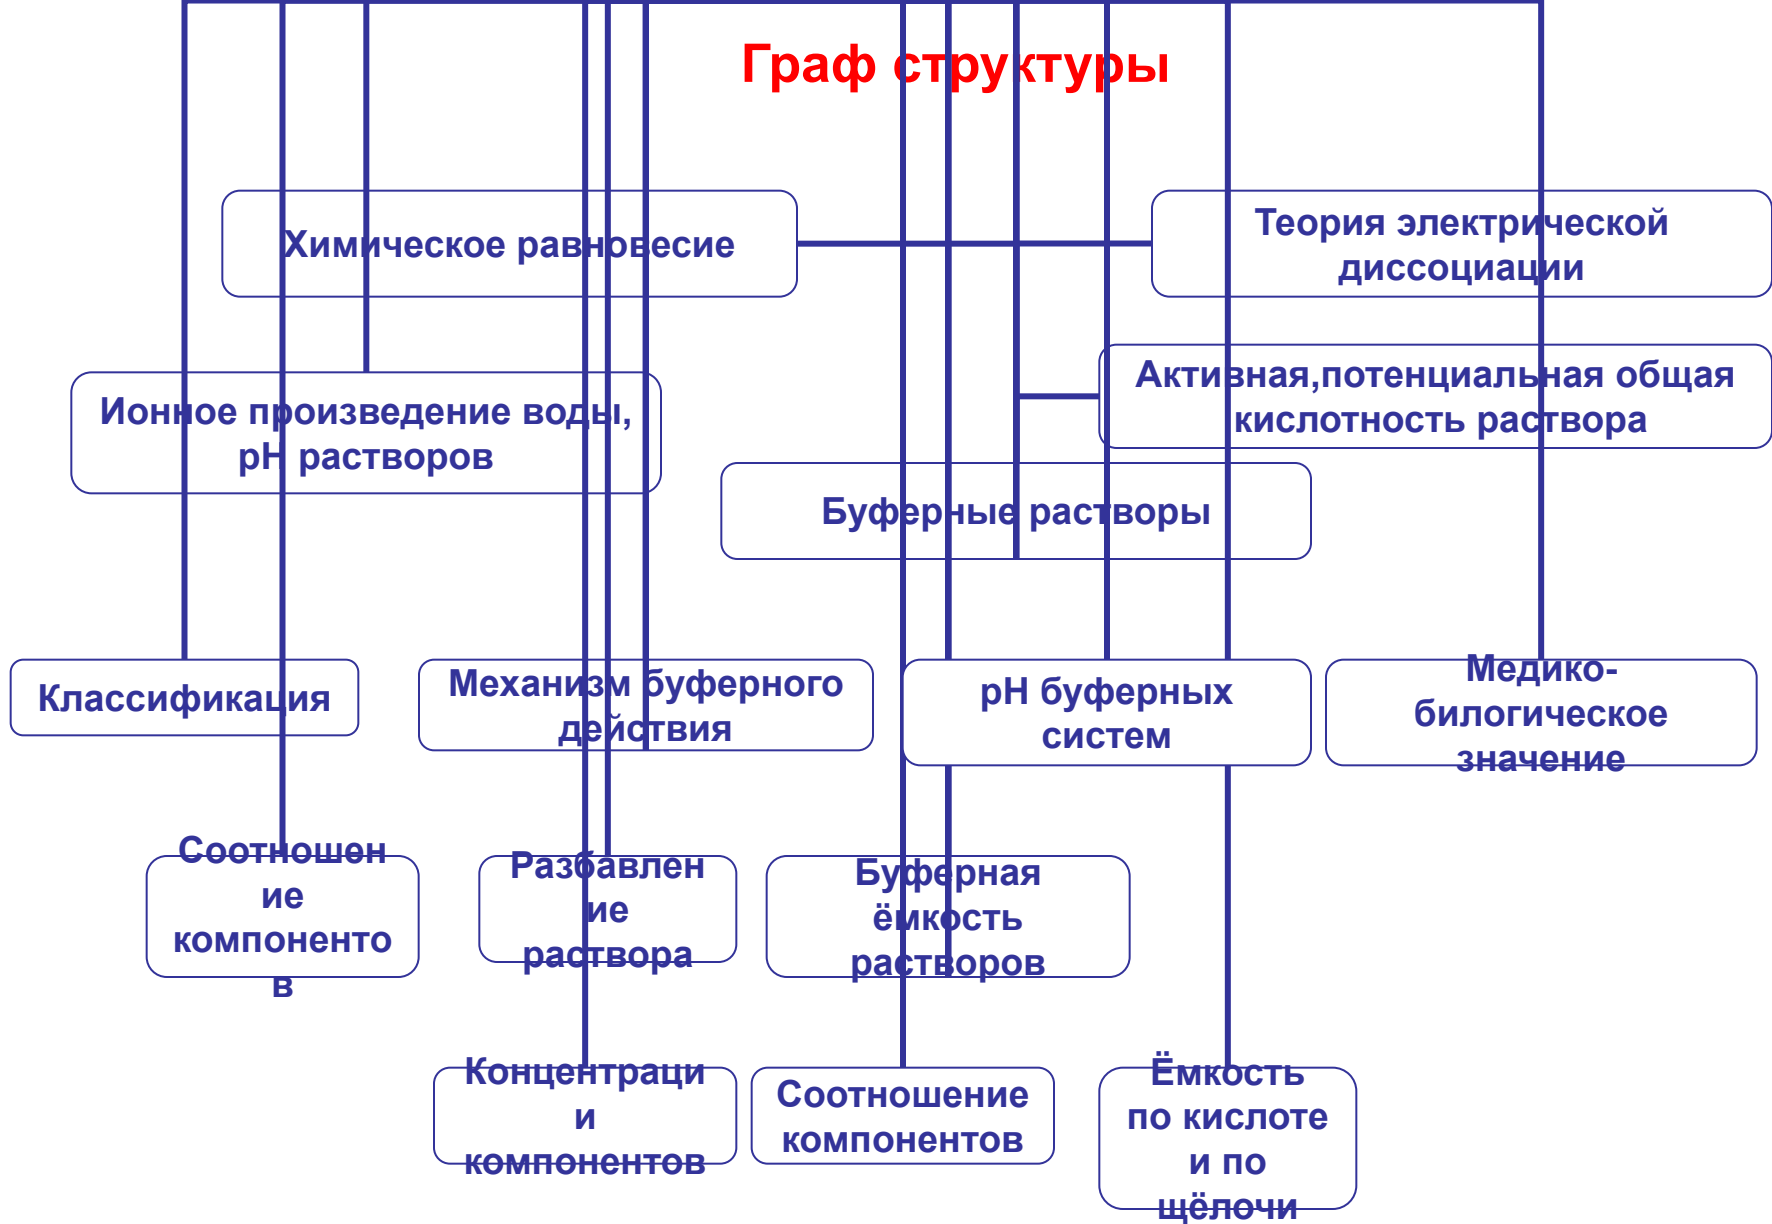 Граф структуры
Химическое равновесие
Теория электрической
диссоциации
Активная,потенциальная общая
кислотность раствора
Ионное произведение воды,
рН растворов
Буферные растворы
Классификация
Механизм буферного
действия
рН буферных
систем
Медико-
билогическое
значение
Соотношен
ие
компоненто
в
Разбавлен
ие
раствора
Буферная
ёмкость
растворов
Концентраци
и
компонентов
Соотношение
компонентов
Ёмкость
по кислоте
и по
щёлочи